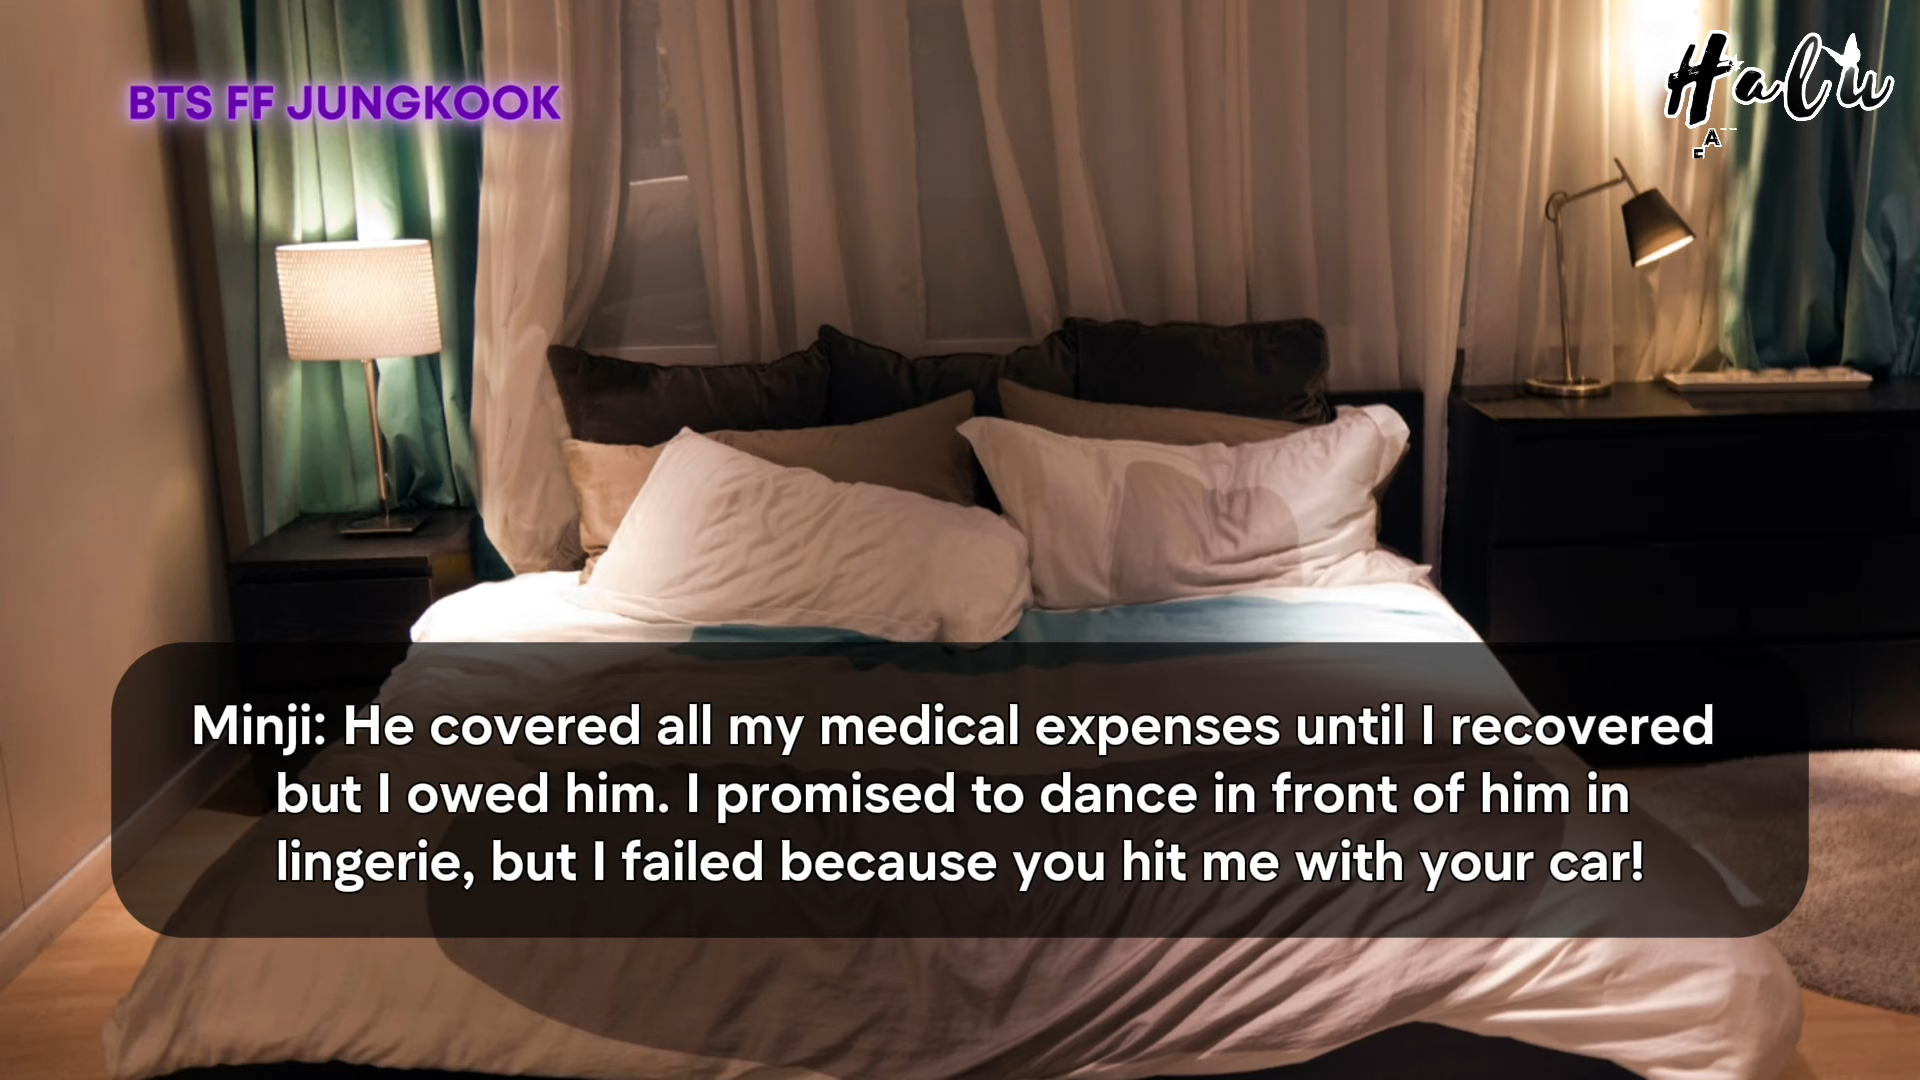 BTS FF JUNGKOOK
Halu
A
E
Minji: He covered all my medical expenses until I recovered
but I owed him. I promised to dance in front of him in
lingerie, but I failed because you hit me with your car!